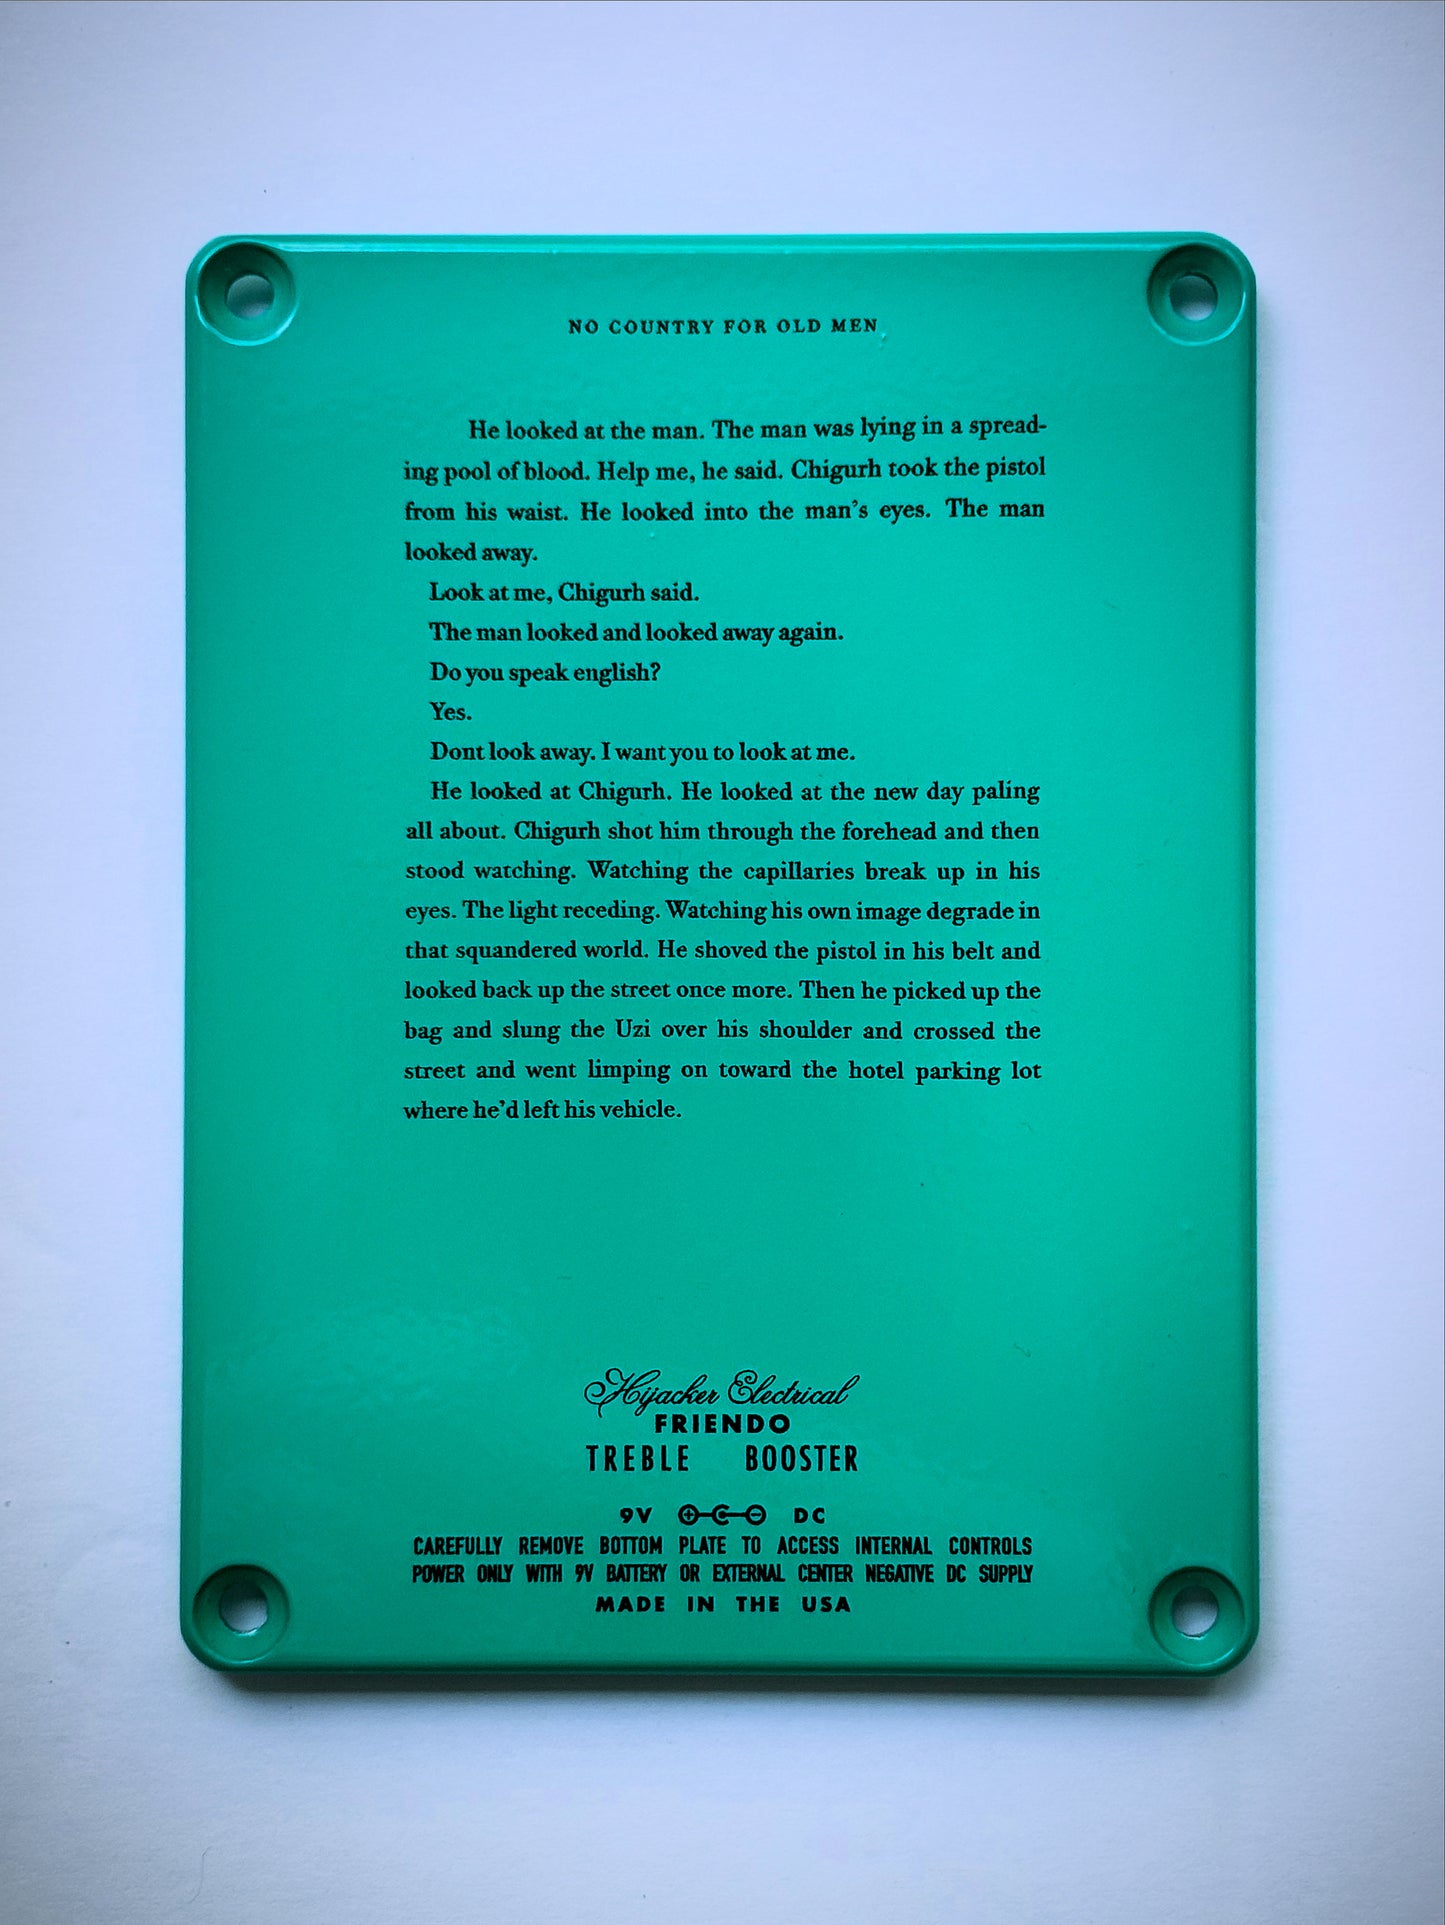 NO COUNTRY FOR OLD MEN
He looked at the man. The man was lying in a spread-
ing pool of blood. Help me, he said. Chigurh took the pistol
from his waist. He looked into the man's eyes. The man
looked away.
Look at me, Chigurh said.
The man looked and looked away again.
Do you speak english?
Yes.
Dont look away. I want you to look at me.
He looked at Chigurh. He looked at the new day paling
all about. Chigurh shot him through the forehead and then
stood watching. Watching the capillaries break up in his
eyes. The light receding. Watching his own image degrade in
that squandered world. He shoved the pistol in his belt and
looked back up the street once more. Then he picked up the
bag and slung the Uzi over his shoulder and crossed the
street and went limping on toward the hotel parking lot
where he'd left his vehicle.
Hijacker Electrical
FRIENDO
TREBLE BOOSTER
9V DC
CAREFULLY REMOVE BOTTOM PLATE TO ACCESS INTERNAL CONTROLS
POWER ONLY WITH 9V BATTERY OR EXTERNAL CENTER NEGATIVE DC SUPPLY
MADE IN THE USA